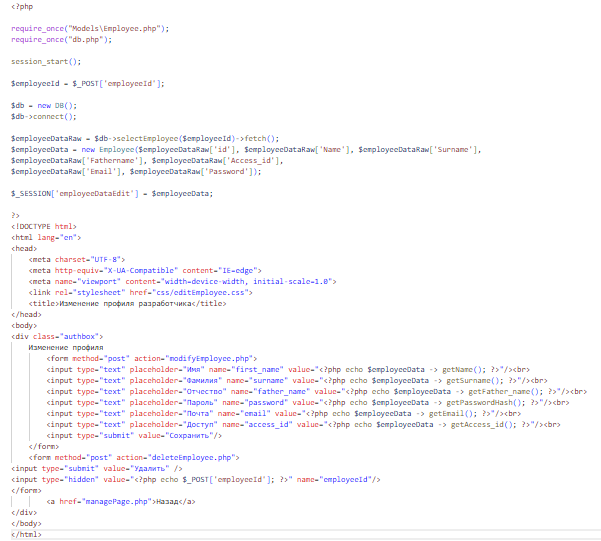 <?php
require_once("Models\Employee.php");
require_once("db.php");
session_start();
$employeeId = $_POST['employeeId'];
$db = new DB();
$db->connect();
$employeeDataRaw = $db->selectEmployee($employeeId)->fetch();
$employeeData = new Employee($employeeDataRaw['id'], $employeeDataRaw['Name'], $employeeDataRaw['Surname'],
$employeeDataRaw['Fathername'], $employeeDataRaw['Access_id'],
$employeeDataRaw['Email'], $employeeDataRaw['Password']);
$_SESSION['employeeDataEdit'] = $employeeData;
?>
<!DOCTYPE html>
<html lang="en">
<head>
<meta charset="UTF-8">
<meta http-equiv="X-UA-Compatible" content="IE=edge">
<meta name="viewport" content="width=device-width, initial-scale=1.0">
<link rel="stylesheet" href="css/editEmployee.css">
<title>Изменение профиля разработчика</title>
</head>
<body>
<div class="authbox">
Изменение профиля
<form method="post" action="modifyEmployee.php">
<input type="text" placeholder="Имя" name="first_name" value="<?php echo $employeeData -> getName(); ?>"/><br>
<input type="text" placeholder="Фамилия" name="surname" value="<?php echo $employeeData -> getSurname(); ?>"/><br>
<input type="text" placeholder="Отчество" name="father_name" value="<?php echo $employeeData -> getFather_name(); ?>"/><br>
<input type="text" placeholder="Пароль" name="password" value="<?php echo $employeeData -> getPasswordHash(); ?>"/><br>
<input type="text" placeholder="Почта" name="email" value="<?php echo $employeeData -> getEmail(); ?>"/><br>
<input type="text" placeholder="Доступ" name="access_id" value="<?php echo $employeeData -> getAccess_id(); ?>"/><br>
<input type="submit" value="Сохранить"/>
</form>
<form method="post" action="deleteEmployee.php">
<input type="submit" value="Удалить" />
<input type="hidden" value="<?php echo $_POST['employeeId']; ?>" name="employeeId"/>
</form>
<a href="managePage.php">Назад</a>
</div>
</body>
</html>